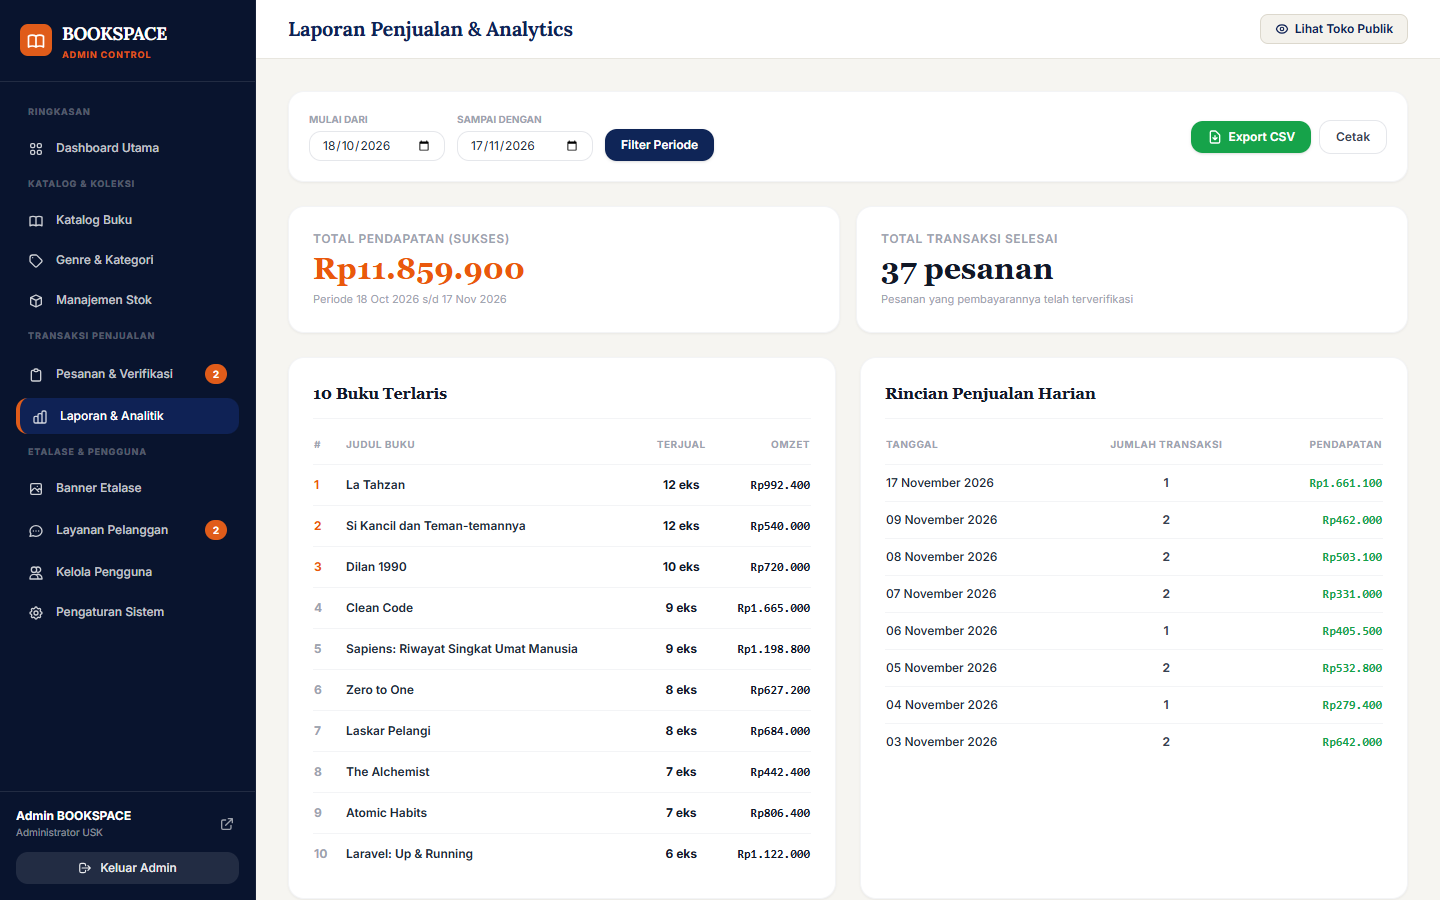 BOOKSPACE
ADMIN CONTROL
RINGKASAN
Dashboard Utama
KATALOG & KOLEKSI
Katalog Buku
Genre & Kategori
Manajemen Stok
TRANSAKSI PENJUALAN
Pesanan & Verifikasi 2
Laporan & Analitik
ETALASE & PENGGUNA
Banner Etalase
Layanan Pelanggan 2
Kelola Pengguna
Pengaturan Sistem
Admin BOOKSPACE
Administrator USK
Keluar Admin
Laporan Penjualan & Analytics
Lihat Toko Publik
MULAI DARI SAMPAI DENGAN
18/10/2026 17/11/2026 Filter Periode
Export CSV Cetak
TOTAL PENDAPATAN (SUKSES)
Rp11.859.900
Periode 18 Oct 2026 s/d 17 Nov 2026
TOTAL TRANSAKSI SELESAI
37 pesanan
Pesanan yang pembayarannya telah terverifikasi
10 Buku Terlaris
# JUDUL BUKU TERJUAL OMZET
1 La Tahzan 12 eks Rp992.400
2 Si Kancil dan Teman-temannya 12 eks Rp540.000
3 Dilan 1990 10 eks Rp720.000
4 Clean Code 9 eks Rp1.665.000
5 Sapiens: Riwayat Singkat Umat Manusia 9 eks Rp1.198.800
6 Zero to One 8 eks Rp627.200
7 Laskar Pelangi 8 eks Rp684.000
8 The Alchemist 7 eks Rp442.400
9 Atomic Habits 7 eks Rp806.400
10 Laravel: Up & Running 6 eks Rp1.122.000
Rincian Penjualan Harian
TANGGAL JUMLAH TRANSAKSI PENDAPATAN
17 November 2026 1 Rp1.661.100
09 November 2026 2 Rp462.000
08 November 2026 2 Rp503.100
07 November 2026 2 Rp331.000
06 November 2026 1 Rp405.500
05 November 2026 2 Rp532.800
04 November 2026 1 Rp279.400
03 November 2026 2 Rp642.000